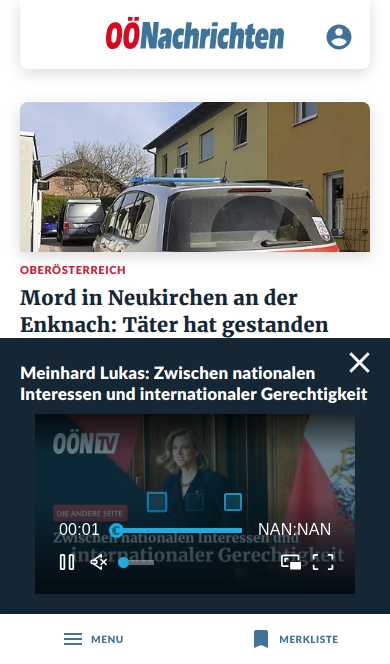 OÖNachrichten
OBERÖSTERREICH
Mord in Neukirchen an der
Enknach: Täter hat gestanden
Meinhard Lukas: Zwischen nationalen
Interessen und internationaler Gerechtigkeit
OÖN TV
DIE ANDERE SEITE
00:01
NAN:NAN
Zwischen nationalen Interessen und
internationaler Gerechtigkeit
MENU
MERKLISTE